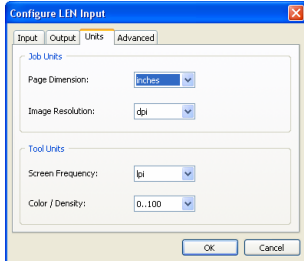 Configure LEN Input
Input Output Units Advanced
Job Units
Page Dimension: inches
Image Resolution: dpi
Tool Units
Screen Frequency: lpi
Color / Density: 0..100
OK Cancel